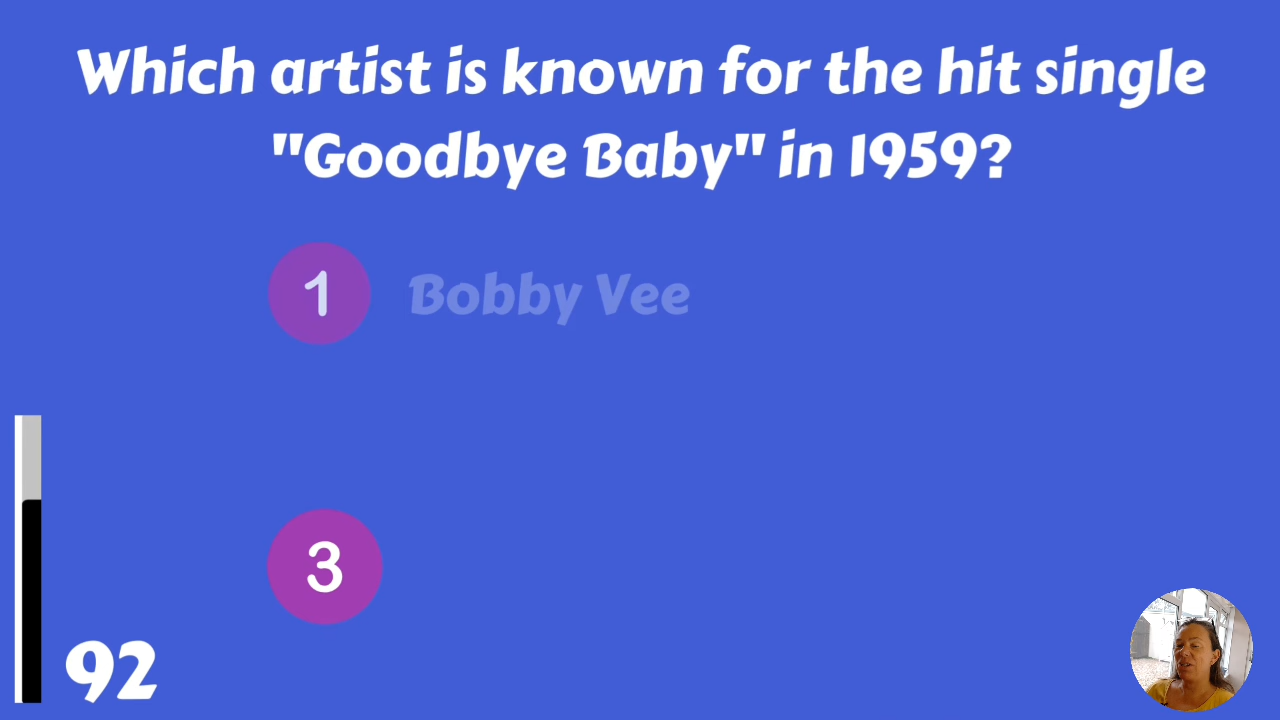 Which artist is known for the hit single
"Goodbye Baby" in 1959?
1 Bobby Vee
3
92